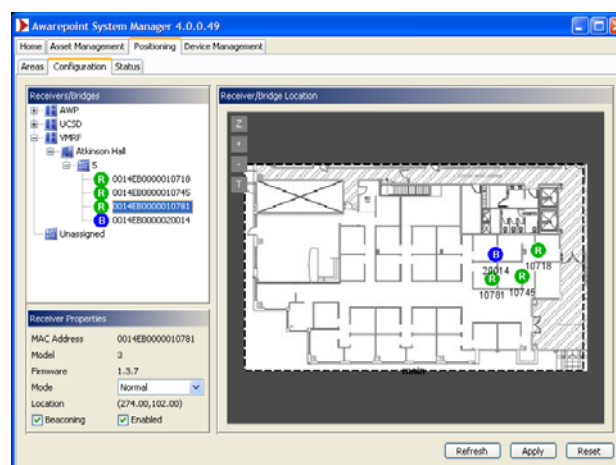 Awarepoint System Manager 4.0.0.49
Home Asset Management Positioning Device Management
Areas Configuration Status
Receivers/Bridges
AWP
UCSD
VMRF
Atkinson Hall
5
R 0014EB0000010718
R 0014EB0000010745
R 0014EB0000010781
B 0014EB0000020014
Unassigned
Receiver Properties
MAC Address 0014EB0000010781
Model 3
Firmware 1.3.7
Mode Normal
Location (274.00,102.00)
Beaconing Enabled
Receiver/Bridge Location
Z
+
-
T
B
20014
R
10718
R
10781
R
10745
main
Refresh Apply Reset